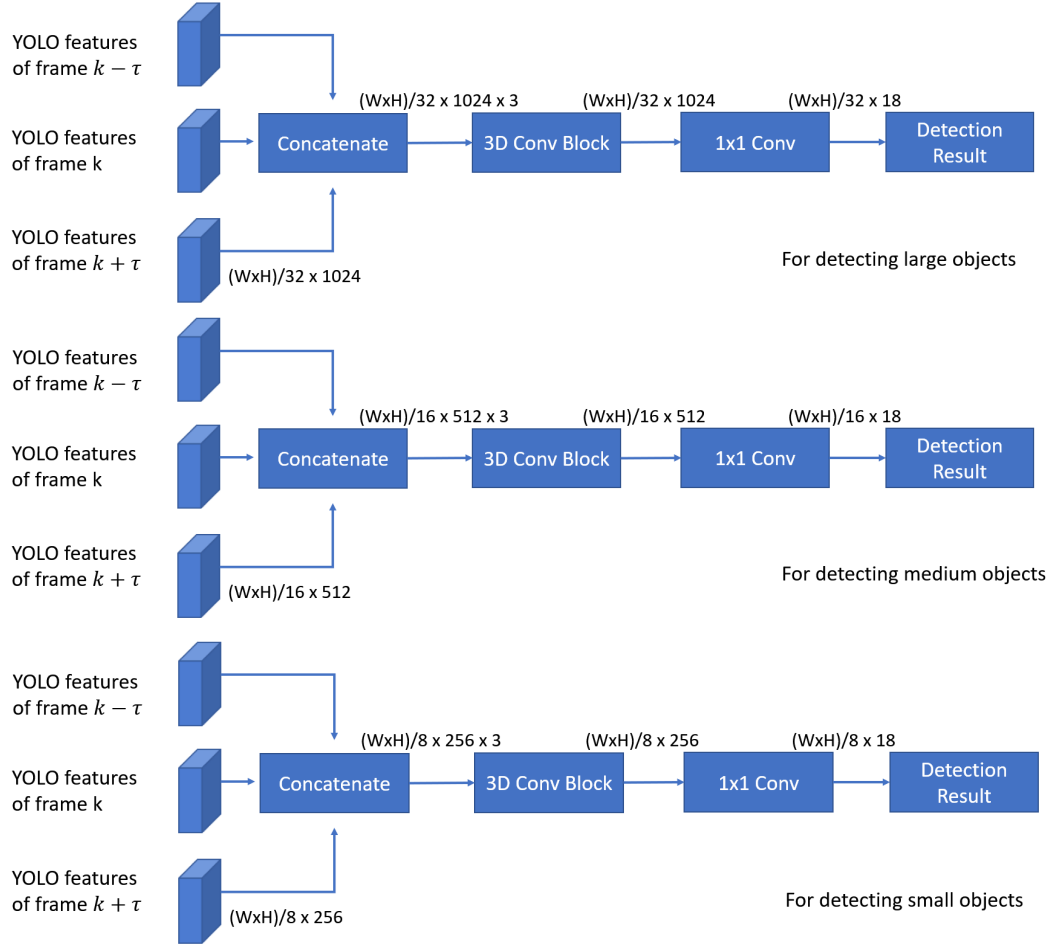 YOLO features
of frame k − τ
(WxH)/32 x 1024 x 3
(WxH)/32 x 1024
(WxH)/32 x 18
YOLO features
of frame k
Concatenate
3D Conv Block
1x1 Conv
Detection
Result
YOLO features
of frame k + τ
(WxH)/32 x 1024
For detecting large objects
YOLO features
of frame k − τ
(WxH)/16 x 512 x 3
(WxH)/16 x 512
(WxH)/16 x 18
YOLO features
of frame k
Concatenate
3D Conv Block
1x1 Conv
Detection
Result
YOLO features
of frame k + τ
(WxH)/16 x 512
For detecting medium objects
YOLO features
of frame k − τ
(WxH)/8 x 256 x 3
(WxH)/8 x 256
(WxH)/8 x 18
YOLO features
of frame k
Concatenate
3D Conv Block
1x1 Conv
Detection
Result
YOLO features
of frame k + τ
(WxH)/8 x 256
For detecting small objects